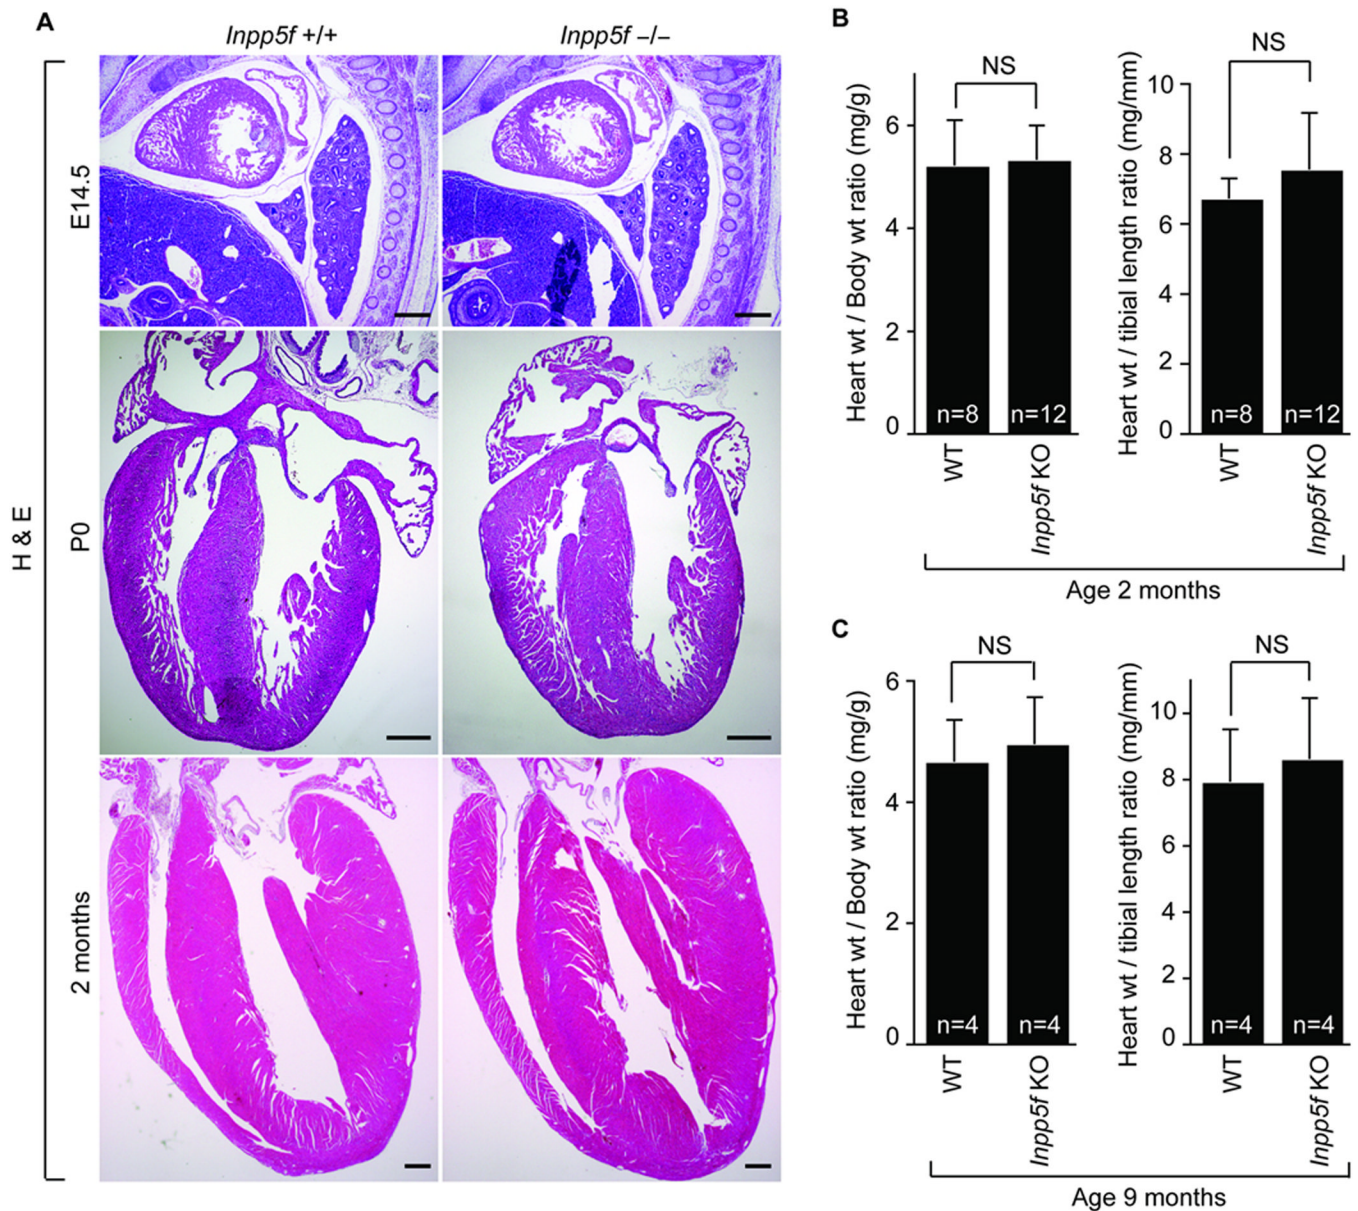 A
Inpp5f +/+
Inpp5f –/–
H & E
E14.5
P0
2 months
B
Heart wt / Body wt ratio (mg/g)
6
4
2
0
NS
n=8
n=12
WT
Inpp5f KO
Heart wt / tibial length ratio (mg/mm)
10
8
6
4
2
0
NS
n=8
n=12
WT
Inpp5f KO
Age 2 months
C
Heart wt / Body wt ratio (mg/g)
6
4
2
0
NS
n=4
n=4
WT
Inpp5f KO
Heart wt / tibial length ratio (mg/mm)
10
8
6
4
2
0
NS
n=4
n=4
WT
Inpp5f KO
Age 9 months